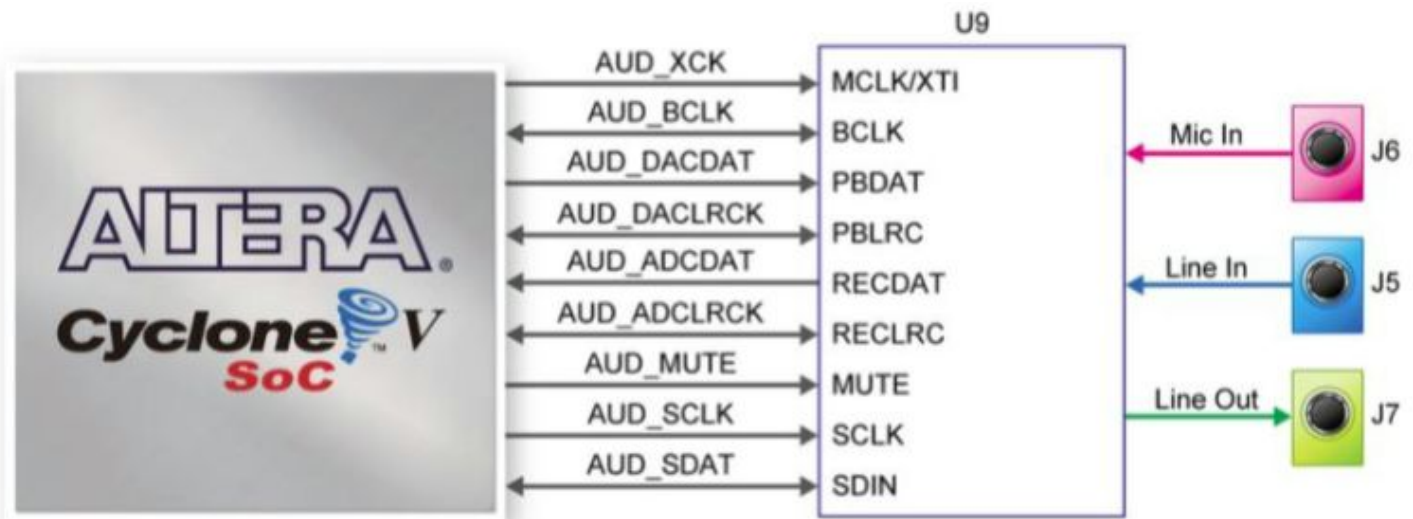 U9
AUD_XCK
MCLK/XTI
AUD_BCLK
BCLK
AUD_DACDAT
PBDAT
AUD_DACLRCK
PBLRC
AUD_ADCDAT
RECDAT
AUD_ADCLRCK
RECLRC
AUD_MUTE
MUTE
AUD_SCLK
SCLK
AUD_SDAT
SDIN
ALTERA®
Cyclone™ V
SoC
Mic In
J6
Line In
J5
Line Out
J7